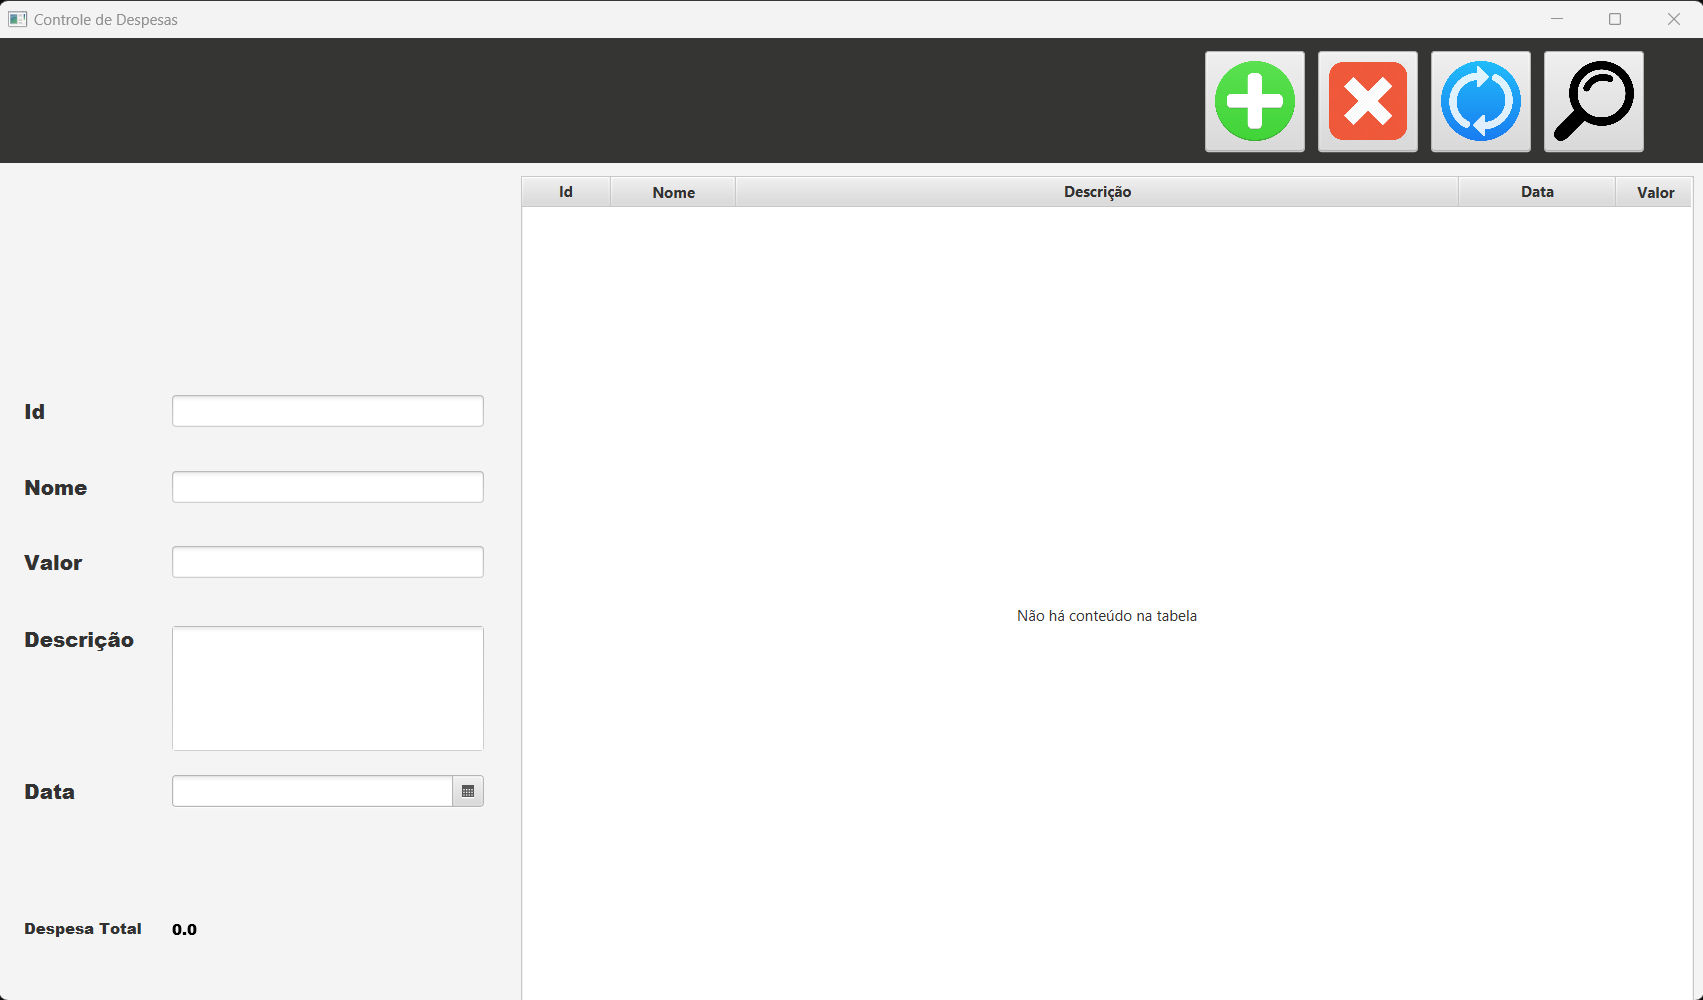 Controle de Despesas
Id Nome Descrição Data Valor
Id
Nome
Valor
Descrição
Data
Despesa Total 0.0
Não há conteúdo na tabela